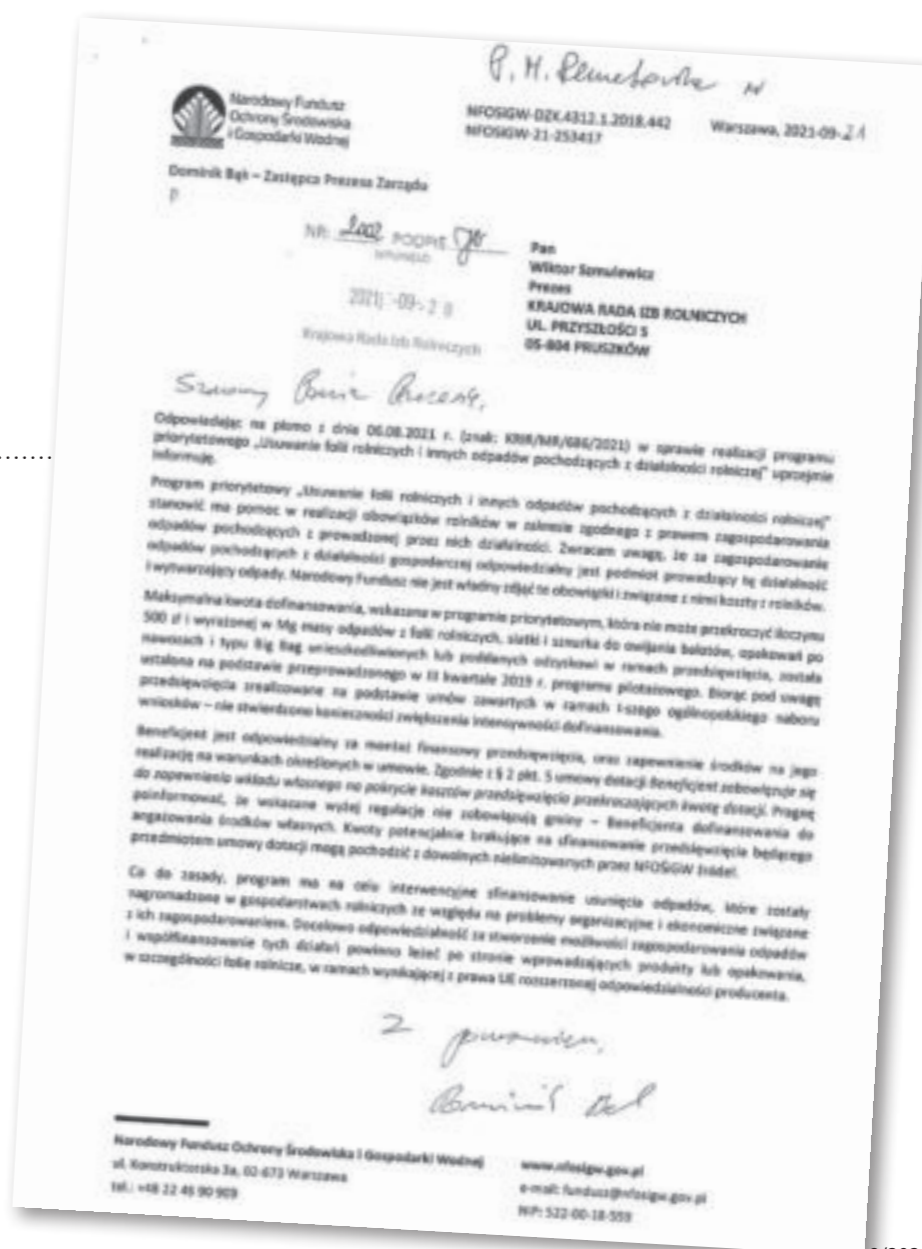 Narodowy Fundusz
Ochrony Środowiska
i Gospodarki Wodnej
NFOSIGW-DZK.4312.1.2018.442
NFOSIGW-21-253417
Warszawa, 2021-09-21
Dominik Bąk – Zastępca Prezesa Zarządu
P
NR: 2002 PODPIS
2021 -09- 28
Krajowa Rada Izb Rolniczych
Pan
Wiktor Szmulewicz
Prezes
KRAJOWA RADA IZB ROLNICZYCH
UL. PRZYSZŁOŚCI 5
05-804 PRUSZKÓW
Szanowny Panie Prezesie,
Odpowiadając na pismo z dnia 06.08.2021 r. (znak: KRIR/MR/686/2021) w sprawie realizacji programu
priorytetowego „Usuwanie folii rolniczych i innych odpadów pochodzących z działalności rolniczej” uprzejmie
informuję.
Program priorytetowy „Usuwanie folii rolniczych i innych odpadów pochodzących z działalności rolniczej”
stanowić ma pomoc w realizacji obowiązków rolników w zakresie zgodnego z prawem zagospodarowania
odpadów pochodzących z prowadzonej przez nich działalności. Zwracam uwagę, że za zagospodarowanie
odpadów pochodzących z działalności gospodarczej odpowiedzialny jest podmiot prowadzący tę działalność
i wytwarzający odpady. Narodowy Fundusz nie jest władny zdjąć te obowiązki i związane z nimi koszty z rolników.
Maksymalna kwota dofinansowania, wskazana w programie priorytetowym, która nie może przekroczyć iloczynu
500 zł i wyrażonej w Mg masy odpadów z folii rolniczych, siatki i sznurka do owijania balotów, opakowań po
nawozach i typu Big Bag unieszkodliwionych lub poddanych odzyskowi w ramach przedsięwzięcia, została
ustalona na podstawie przeprowadzonego w III kwartale 2019 r. programu pilotażowego. Biorąc pod uwagę
przedsięwzięcia zrealizowane na podstawie umów zawartych w ramach I-szego ogólnopolskiego naboru
wniosków – nie stwierdzono konieczności zwiększenia intensywności dofinansowania.
Beneficjent jest odpowiedzialny za montaż finansowy przedsięwzięcia, oraz zapewnienie środków na jego
realizację na warunkach określonych w umowie. Zgodnie z § 2 pkt. 5 umowy dotacji Beneficjent zobowiązuje się
do zapewnienia wkładu własnego na pokrycie kosztów przedsięwzięcia przekraczających kwotę dotacji. Pragnę
poinformować, że wskazane wyżej regulacje nie zobowiązują gminy – Beneficjenta dofinansowania do
angażowania środków własnych. Kwoty potencjalnie brakujące na sfinansowanie przedsięwzięcia będącego
przedmiotem umowy dotacji mogą pochodzić z dowolnych nielimitowanych przez NFOŚiGW źródeł.
Co do zasady, program ma na celu interwencyjne sfinansowanie usunięcia odpadów, które zostały
nagromadzone w gospodarstwach rolniczych ze względu na problemy organizacyjne i ekonomiczne związane
z ich zagospodarowaniem. Docelowo odpowiedzialność za stworzenie możliwości zagospodarowania odpadów
i współfinansowanie tych działań powinno leżeć po stronie wprowadzających produkty lub opakowania,
w szczególności folie rolnicze, w ramach wynikającej z prawa UE rozszerzonej odpowiedzialności producenta.
Z poważaniem,
Dominik Bąk
Narodowy Fundusz Ochrony Środowiska i Gospodarki Wodnej
ul. Konstruktorska 3a, 02-673 Warszawa
tel.: +48 22 45 90 909
www.nfosigw.gov.pl
e-mail: fundusz@nfosigw.gov.pl
NIP: 522-00-18-559